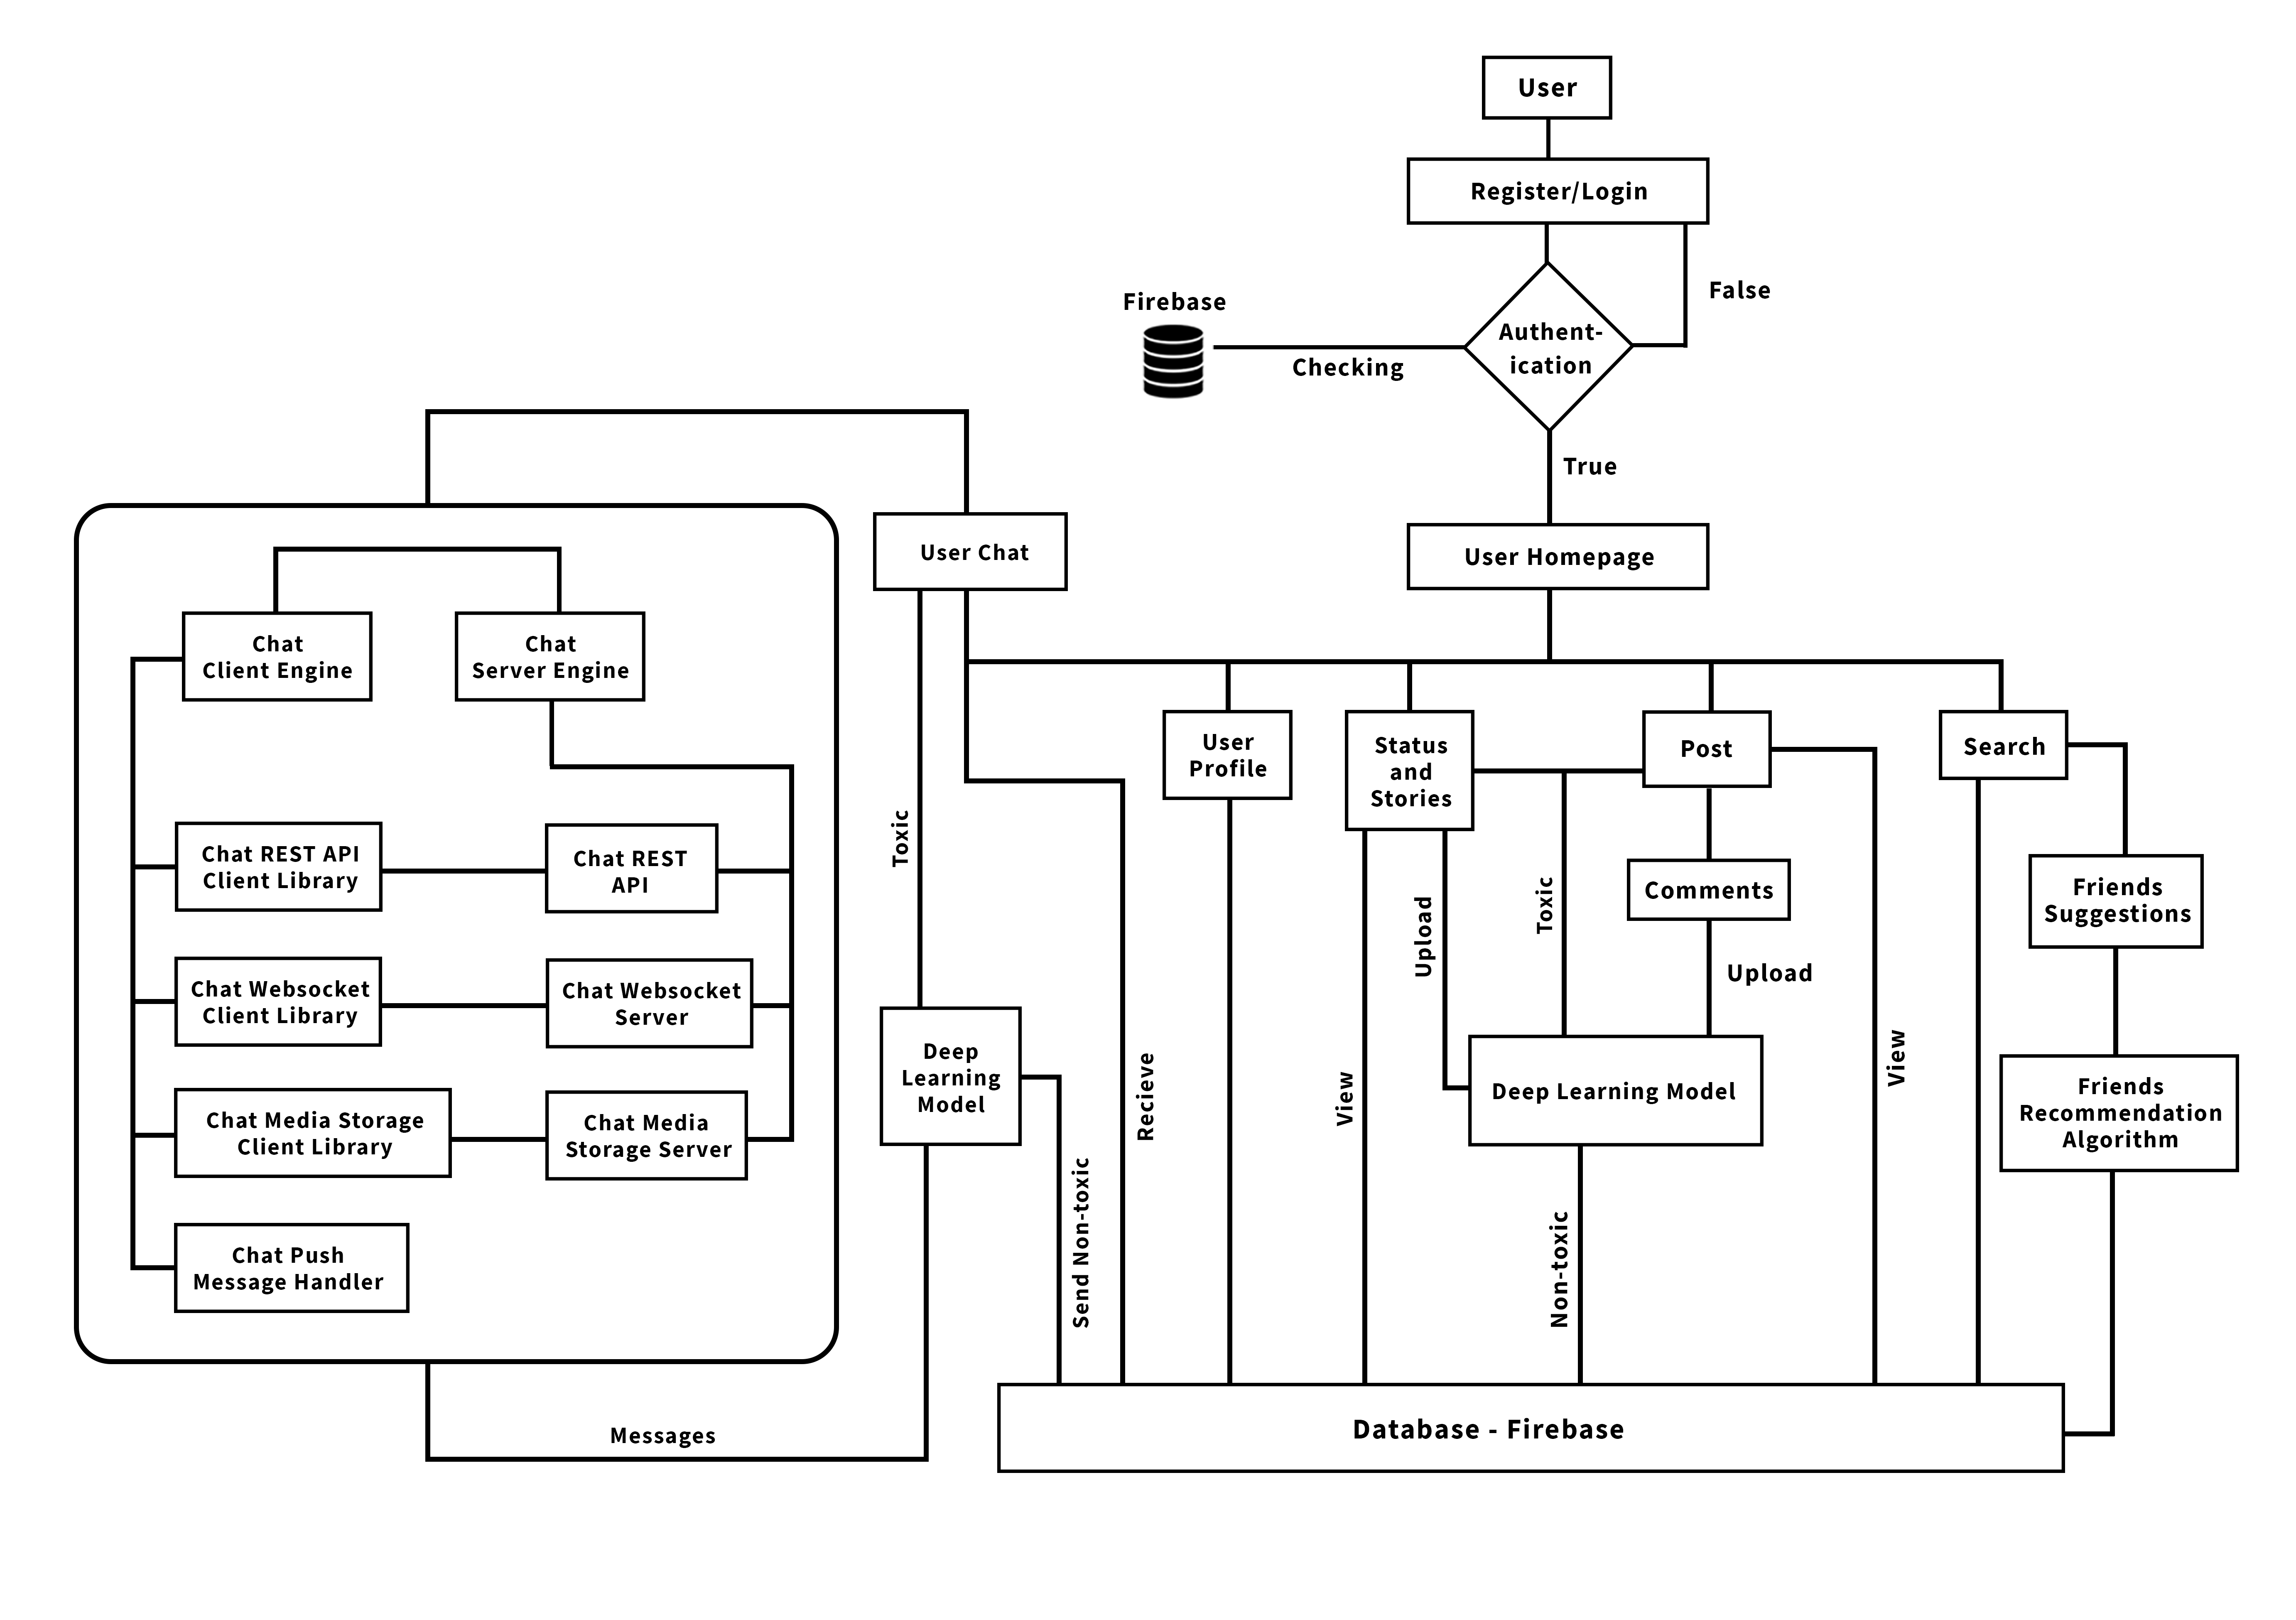 User
Register/Login
False
Firebase
Authent-
ication
Checking
True
User Chat
User Homepage
Chat
Client Engine
Chat
Server Engine
User
Profile
Status
and
Stories
Post
Search
Toxic
Chat REST API
Client Library
Chat REST
API
Upload
Toxic
Comments
Friends
Suggestions
Upload
Chat Websocket
Client Library
Chat Websocket
Server
Deep
Learning
Model
Recieve
View
Deep Learning Model
View
Friends
Recommendation
Algorithm
Chat Media Storage
Client Library
Chat Media
Storage Server
Send Non-toxic
Non-toxic
Chat Push
Message Handler
Messages
Database - Firebase